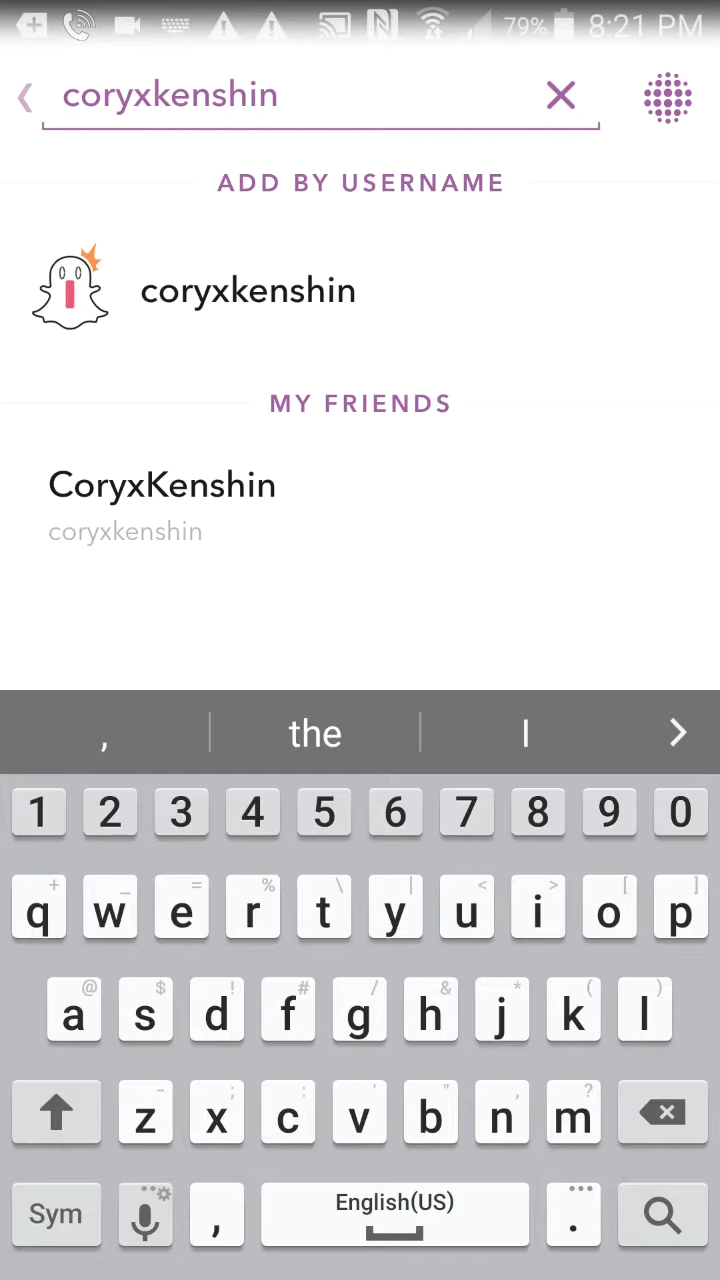 79% 8:21 PM
coryxkenshin
ADD BY USERNAME
coryxkenshin
MY FRIENDS
CoryxKenshin
coryxkenshin
, the I
1 2 3 4 5 6 7 8 9 0
+ _ = % \ | < > [ ]
q w e r t y u i o p
@ $ ! # / & * ( )
a s d f g h j k l
- ; : ' " , ?
z x c v b n m
Sym , English(US) .